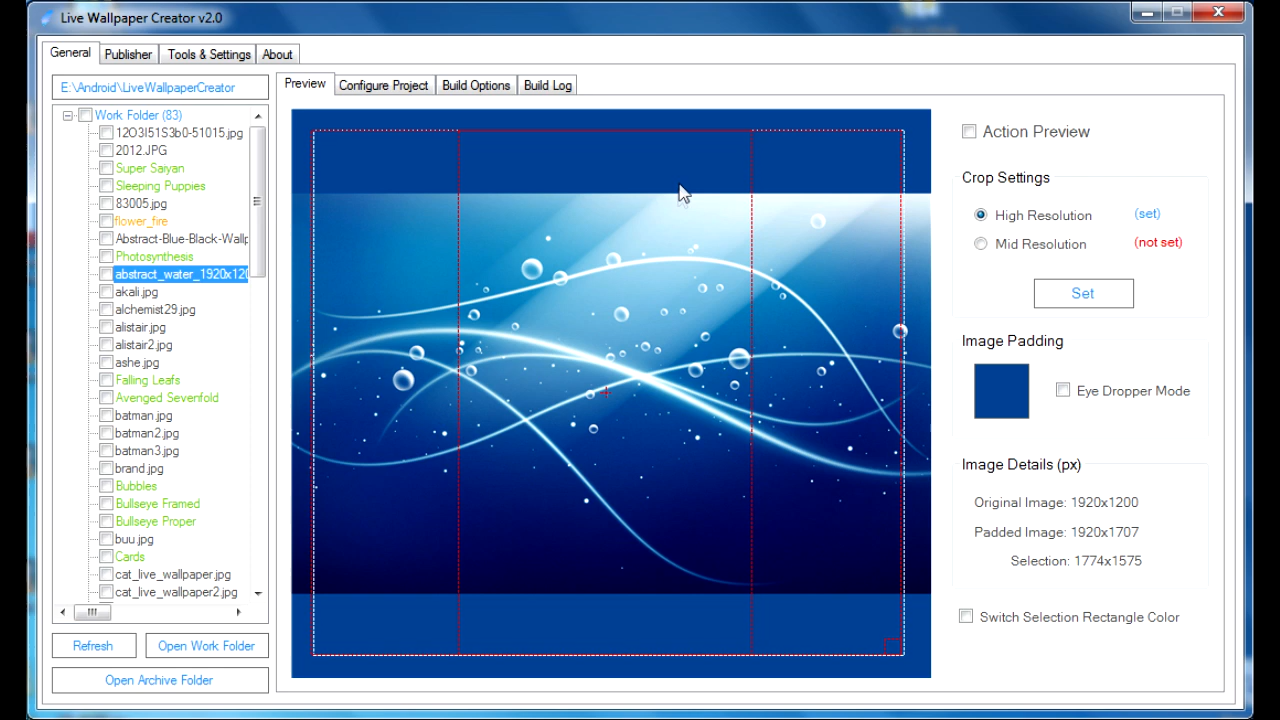 Live Wallpaper Creator v2.0
General
Publisher
Tools & Settings
About
E:\Android\LiveWallpaperCreator
Work Folder (83)
12O3I51S3b0-51015.jpg
2012.JPG
Super Saiyan
Sleeping Puppies
83005.jpg
flower_fire
Abstract-Blue-Black-Wallp
Photosynthesis
abstract_water_1920x120
akali.jpg
alchemist29.jpg
alistair.jpg
alistair2.jpg
ashe.jpg
Falling Leafs
Avenged Sevenfold
batman.jpg
batman2.jpg
batman3.jpg
brand.jpg
Bubbles
Bullseye Framed
Bullseye Proper
buu.jpg
Cards
cat_live_wallpaper.jpg
cat_live_wallpaper2.jpg
Refresh
Open Work Folder
Open Archive Folder
Preview
Configure Project
Build Options
Build Log
Action Preview
Crop Settings
High Resolution (set)
Mid Resolution (not set)
Set
Image Padding
Eye Dropper Mode
Image Details (px)
Original Image: 1920x1200
Padded Image: 1920x1707
Selection: 1774x1575
Switch Selection Rectangle Color